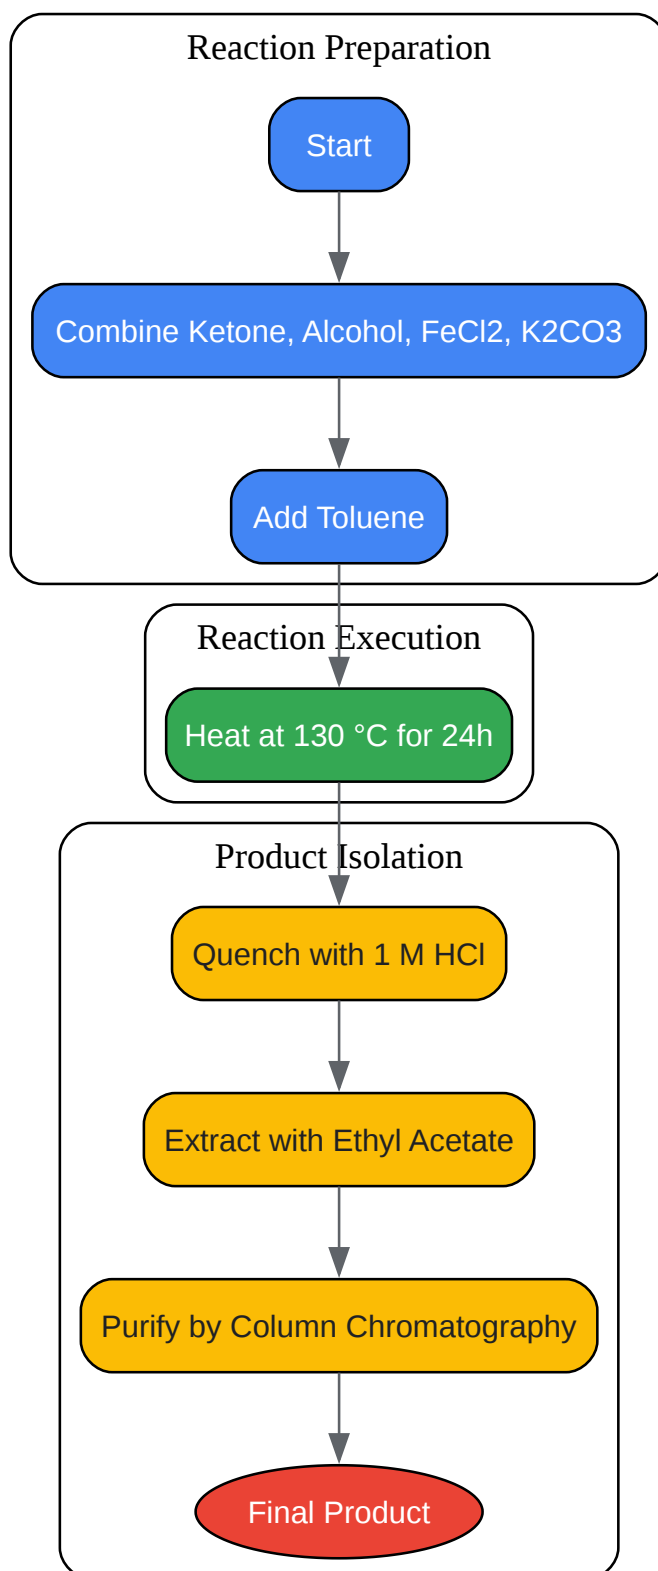 Reaction Preparation
Start
Combine Ketone, Alcohol, FeCl2, K2CO3
Add Toluene
Reaction Execution
Heat at 130 °C for 24h
Product Isolation
Quench with 1 M HCl
Extract with Ethyl Acetate
Purify by Column Chromatography
Final Product